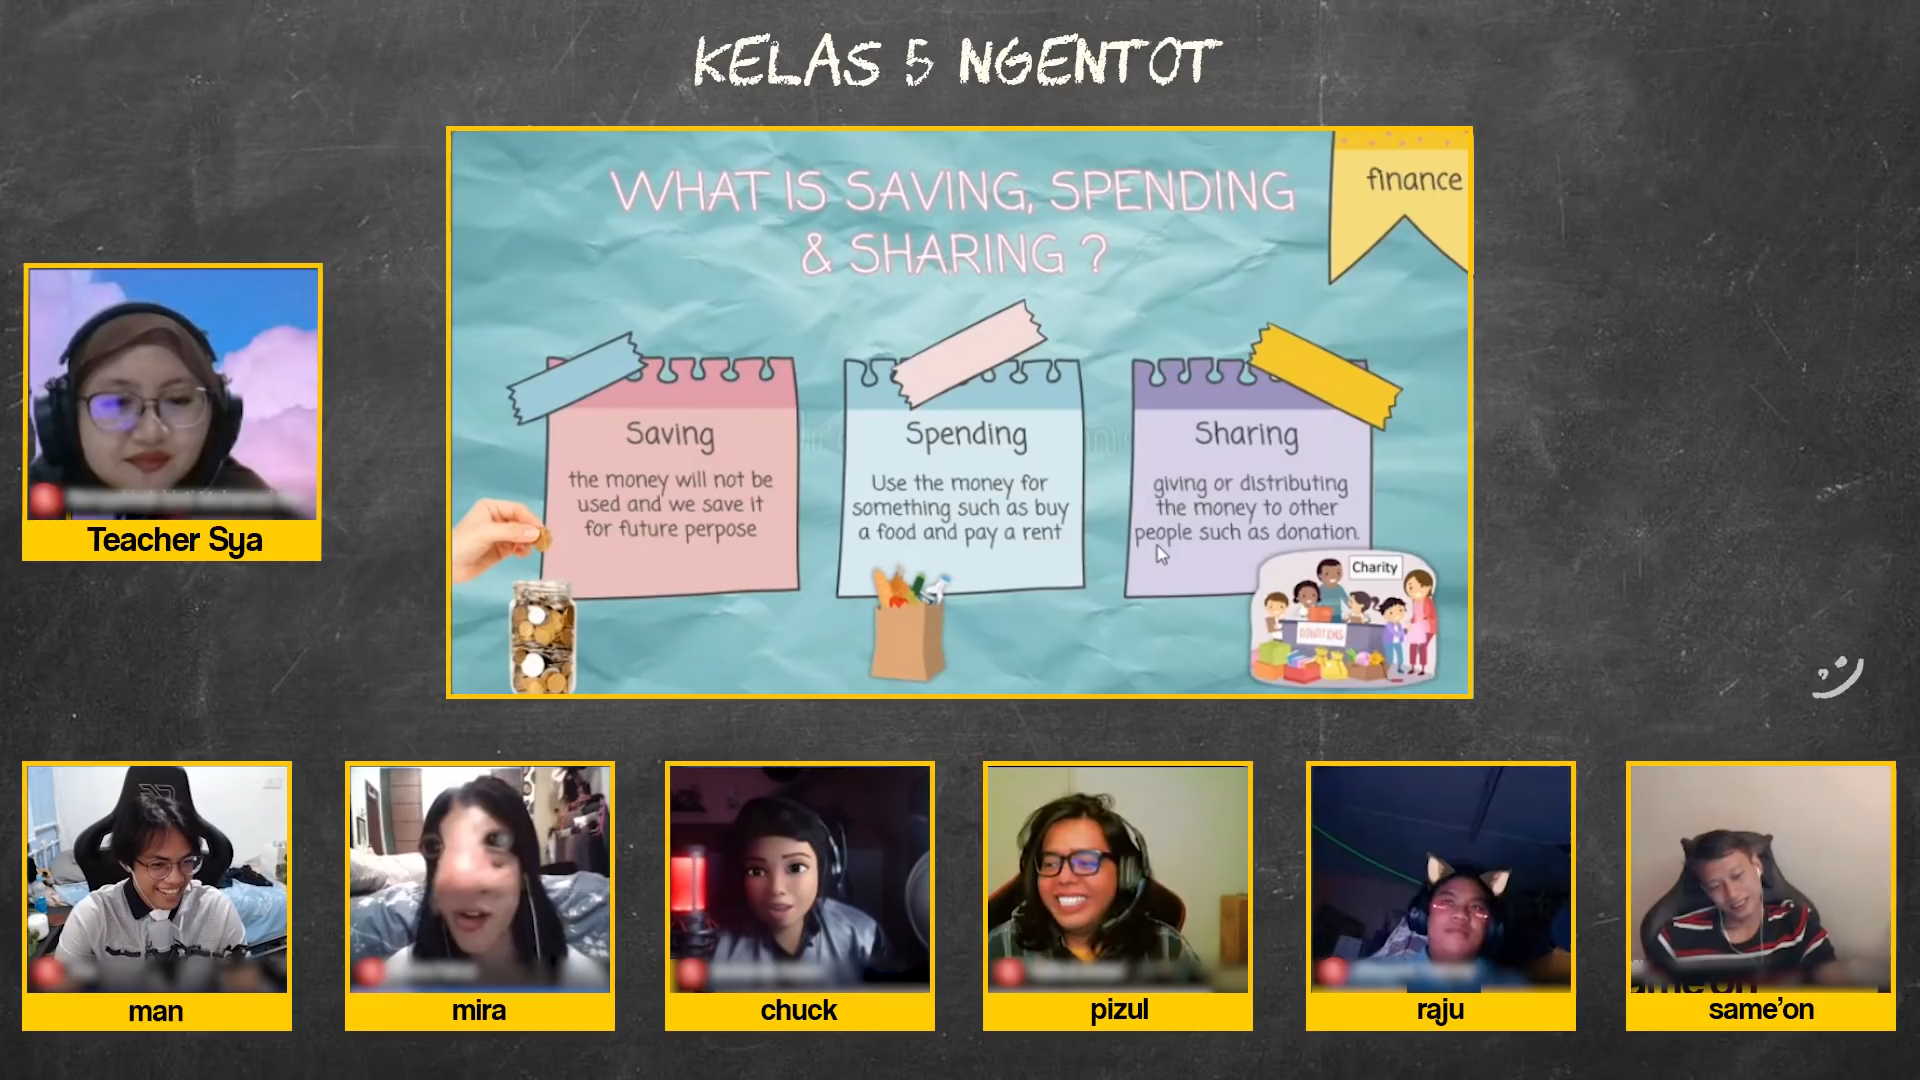 KELAS 5 NGENTOT
WHAT IS SAVING, SPENDING
& SHARING ?
finance
Saving
the money will not be
used and we save it
for future perpose
Spending
Use the money for
something such as buy
a food and pay a rent
Sharing
giving or distributing
the money to other
people such as donation.
Charity
DONATIONS
Teacher Sya
man
mira
chuck
pizul
raju
same'on